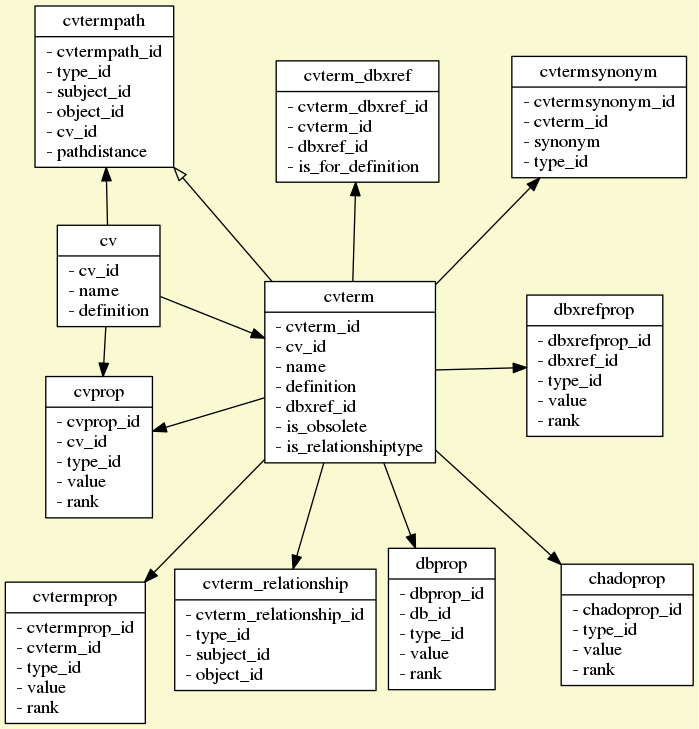 cvtermpath
- cvtermpath_id
- type_id
- subject_id
- object_id
- cv_id
- pathdistance
cvterm_dbxref
- cvterm_dbxref_id
- cvterm_id
- dbxref_id
- is_for_definition
cvtermsynonym
- cvtermsynonym_id
- cvterm_id
- synonym
- type_id
cv
- cv_id
- name
- definition
cvterm
- cvterm_id
- cv_id
- name
- definition
- dbxref_id
- is_obsolete
- is_relationshiptype
dbxrefprop
- dbxrefprop_id
- dbxref_id
- type_id
- value
- rank
cvprop
- cvprop_id
- cv_id
- type_id
- value
- rank
cvtermprop
- cvtermprop_id
- cvterm_id
- type_id
- value
- rank
cvterm_relationship
- cvterm_relationship_id
- type_id
- subject_id
- object_id
dbprop
- dbprop_id
- db_id
- type_id
- value
- rank
chadoprop
- chadoprop_id
- type_id
- value
- rank